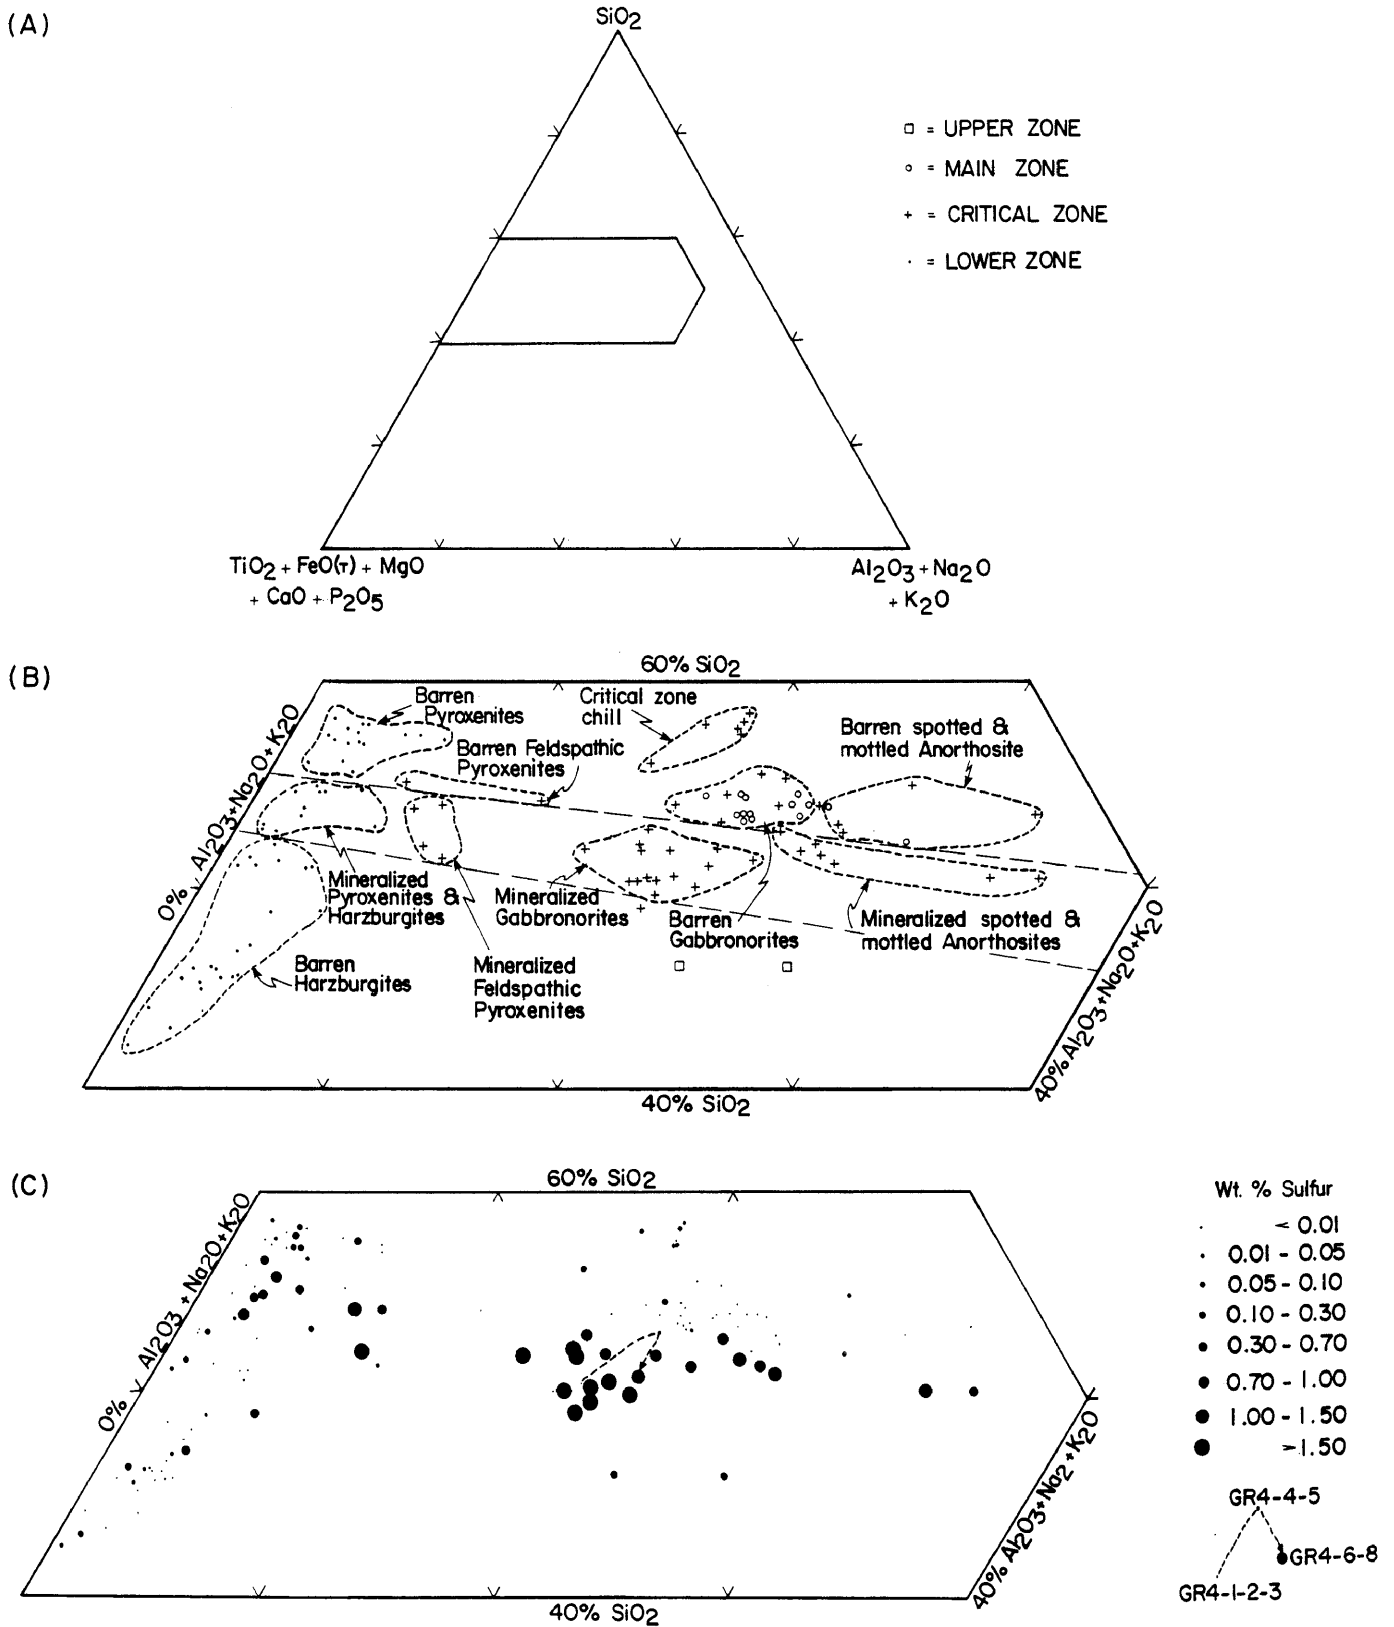 (A)
SiO2
□ = UPPER ZONE
○ = MAIN ZONE
+ = CRITICAL ZONE
· = LOWER ZONE
TiO2 + FeO(T) + MgO
+ CaO + P2O5
Al2O3 + Na2O
+ K2O
(B)
60% SiO2
0% Al2O3+Na2O+K2O
Barren
Pyroxenites
Critical zone
chill
Barren Feldspathic
Pyroxenites
Barren spotted &
mottled Anorthosite
Mineralized
Pyroxenites &
Harzburgites
Mineralized
Gabbronorites
Barren
Gabbronorites
Mineralized spotted &
mottled Anorthosites
Barren
Harzburgites
Mineralized
Feldspathic
Pyroxenites
40% Al2O3+Na2O+K2O
40% SiO2
(C)
60% SiO2
0% Al2O3 + Na2O+K2O
Wt. % Sulfur
< 0.01
0.01 - 0.05
0.05 - 0.10
0.10 - 0.30
0.30 - 0.70
0.70 - 1.00
1.00 - 1.50
>1.50
GR4-4-5
GR4-6-8
GR4-1-2-3
40% Al2O3+Na2+K2O
40% SiO2